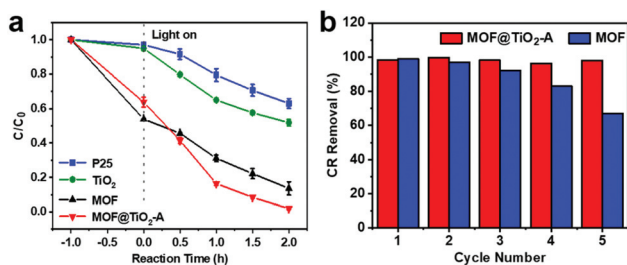 a
Light on
C/C₀
1.0
0.8
0.6
0.4
0.2
0.0
P25
TiO₂
MOF
MOF@TiO₂-A
-1.0 -0.5 0.0 0.5 1.0 1.5 2.0
Reaction Time (h)
b
MOF@TiO₂-A MOF
CR Removal (%)
120
100
80
60
40
20
0
1 2 3 4 5
Cycle Number